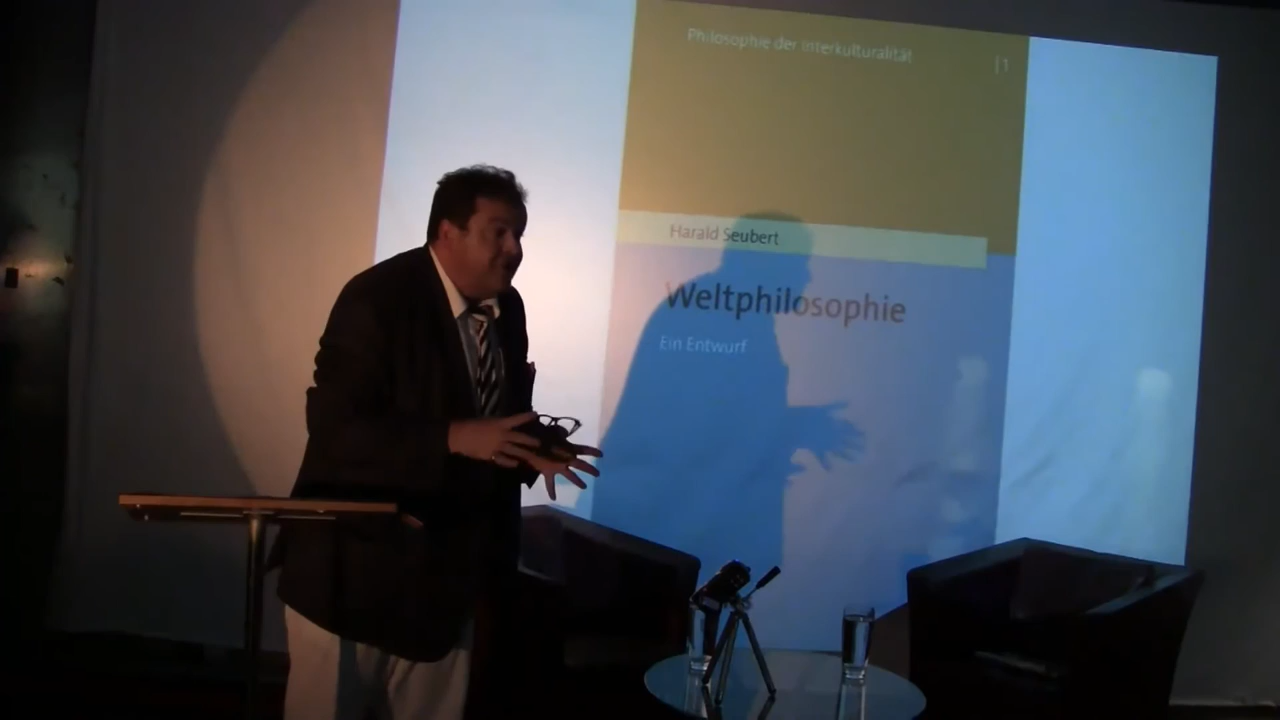 Philosophie der Interkulturalität
|1
Harald Seubert
Weltphilosophie
Ein Entwurf